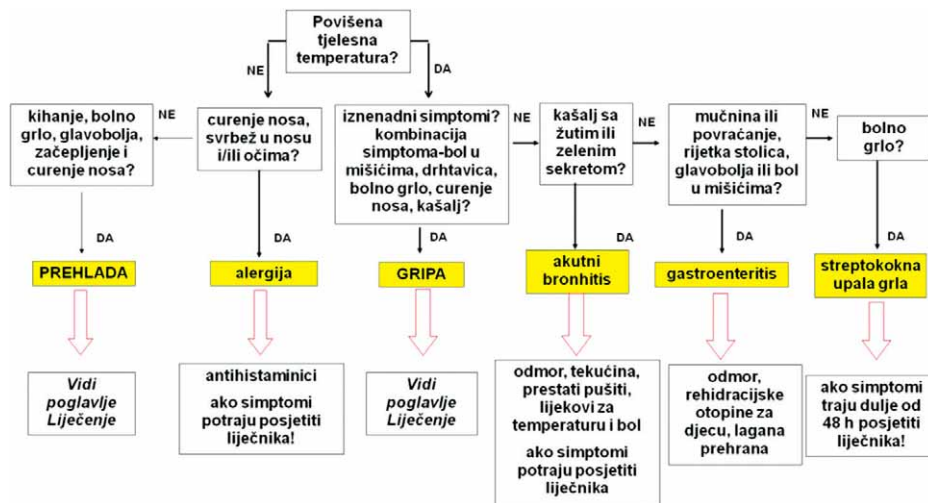 Povišena
tjelesna
temperatura?
NE
DA
kihanje, bolno
grlo, glavobolja,
začepljenje i
curenje nosa?
NE
curenje nosa,
svrbež u nosu
i/ili očima?
iznenadni simptomi?
kombinacija
simptoma-bol u
mišićima, drhtavica,
bolno grlo, curenje
nosa, kašalj?
NE
kašalj sa
žutim ili
zelenim
sekretom?
NE
mučnina ili
povraćanje,
rijetka stolica,
glavobolja ili bol
u mišićima?
NE
bolno
grlo?
DA
DA
DA
DA
DA
DA
PREHLADA
alergija
GRIPA
akutni
bronhitis
gastroenteritis
streptokokna
upala grla
Vidi
poglavlje
Liječenje
antihistaminici
ako simptomi
potraju posjetiti
liječnika!
Vidi
poglavlje
Liječenje
odmor, tekućina,
prestati pušiti,
lijekovi za
temperaturu i bol
ako simptomi
potraju posjetiti
liječnika
odmor,
rehidracijske
otopine za
djecu, lagana
prehrana
ako simptomi
traju dulje od
48 h posjetiti
liječnika!